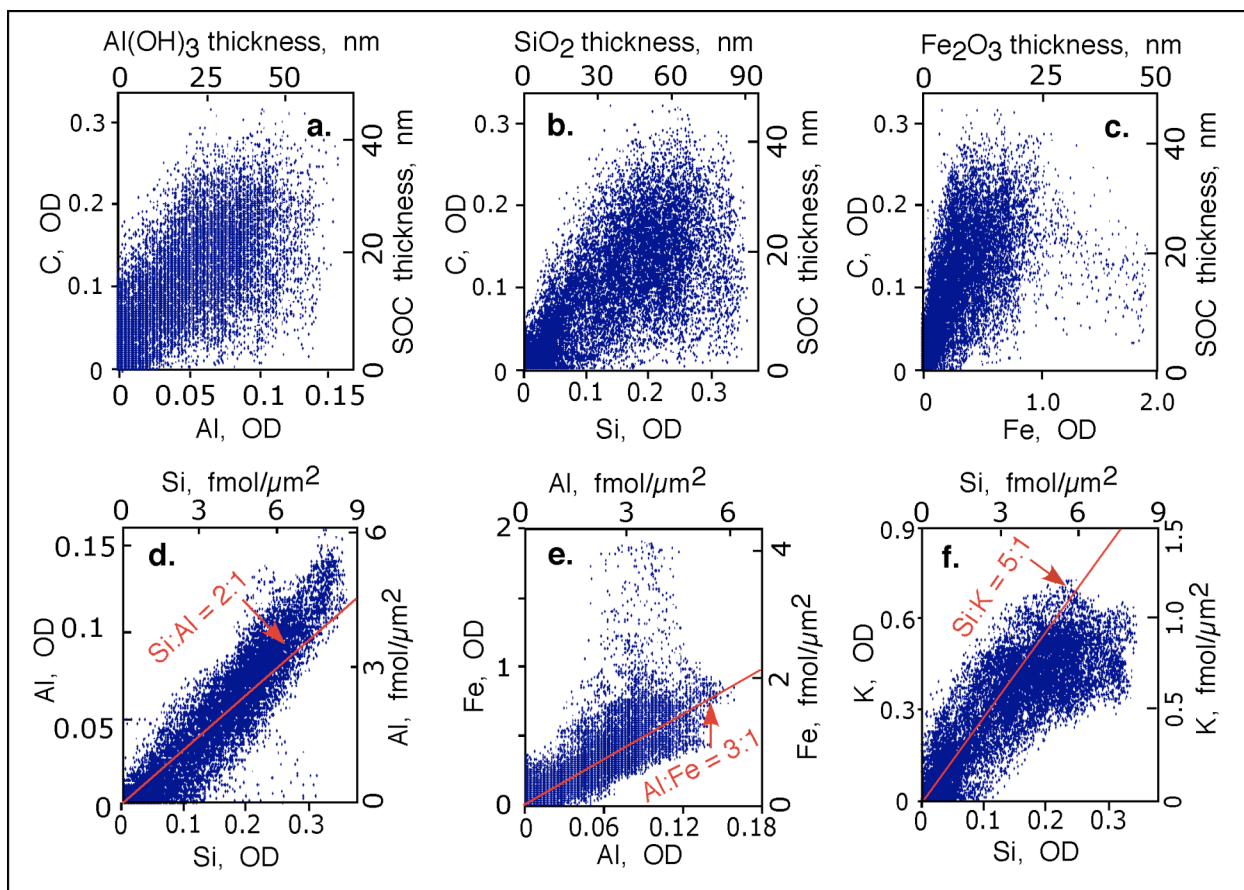 Al(OH)3 thickness, nm
0 25 50
a.
0.3
0.2
0.1
0
C, OD
40
20
0
SOC thickness, nm
0 0.05 0.1 0.15
Al, OD
SiO2 thickness, nm
0 30 60 90
b.
0.3
0.2
0.1
0
C, OD
40
20
0
SOC thickness, nm
0 0.1 0.2 0.3
Si, OD
Fe2O3 thickness, nm
0 25 50
c.
0.3
0.2
0.1
0
C, OD
40
20
0
SOC thickness, nm
0 1.0 2.0
Fe, OD
Si, fmol/µm2
0 3 6 9
d.
0.15
0.1
0.05
0
Al, OD
Si:Al = 2:1
6
3
0
Al, fmol/µm2
0 0.1 0.2 0.3
Si, OD
Al, fmol/µm2
0 3 6
e.
2
1
0
Fe, OD
Al:Fe = 3:1
4
2
0
Fe, fmol/µm2
0 0.06 0.12 0.18
Al, OD
Si, fmol/µm2
0 3 6 9
f.
0.9
0.6
0.3
0
K, OD
Si:K = 5:1
1.5
1.0
0.5
0
K, fmol/µm2
0 0.1 0.2 0.3
Si, OD